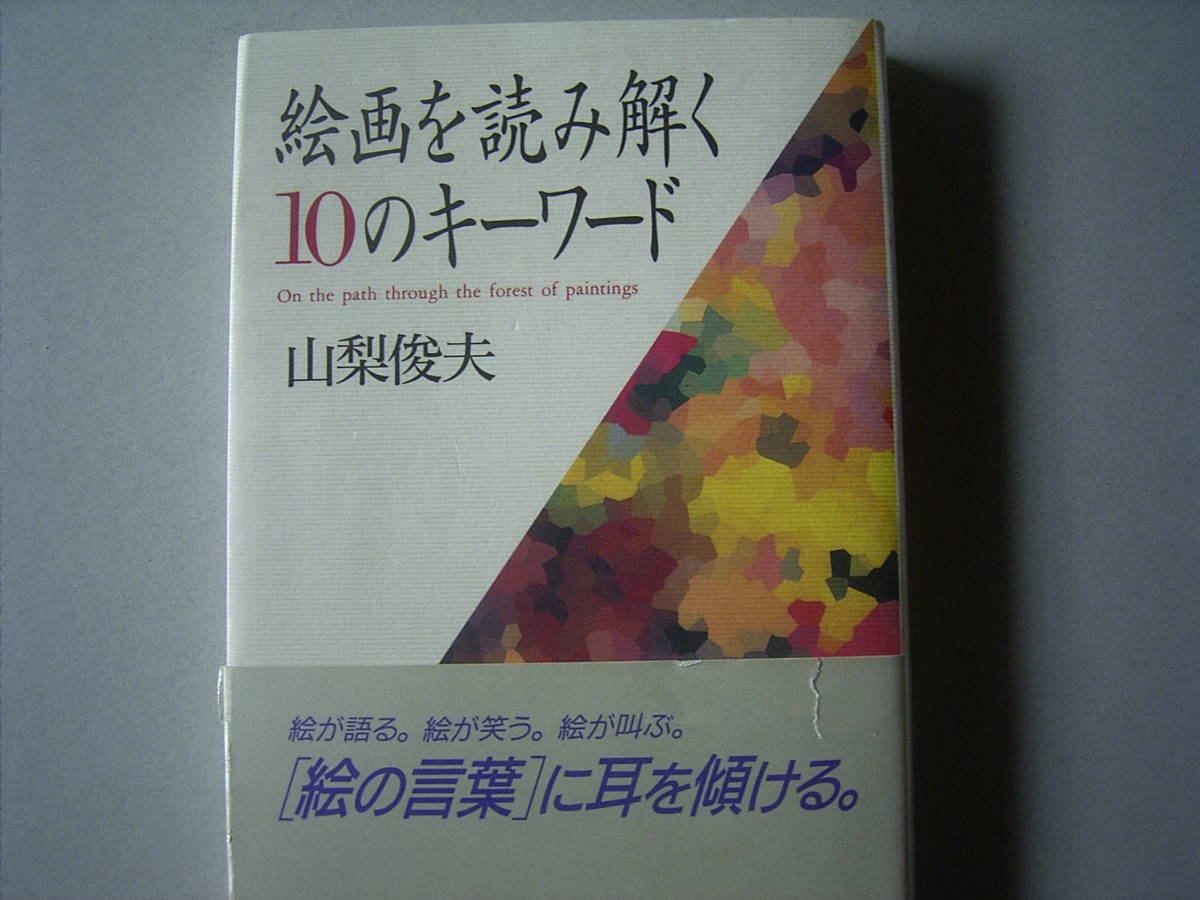 絵画を読み解く
10のキーワード
On the path through the forest of paintings
山梨俊夫
絵が語る。絵が笑う。絵が叫ぶ。
[絵の言葉]に耳を傾ける。